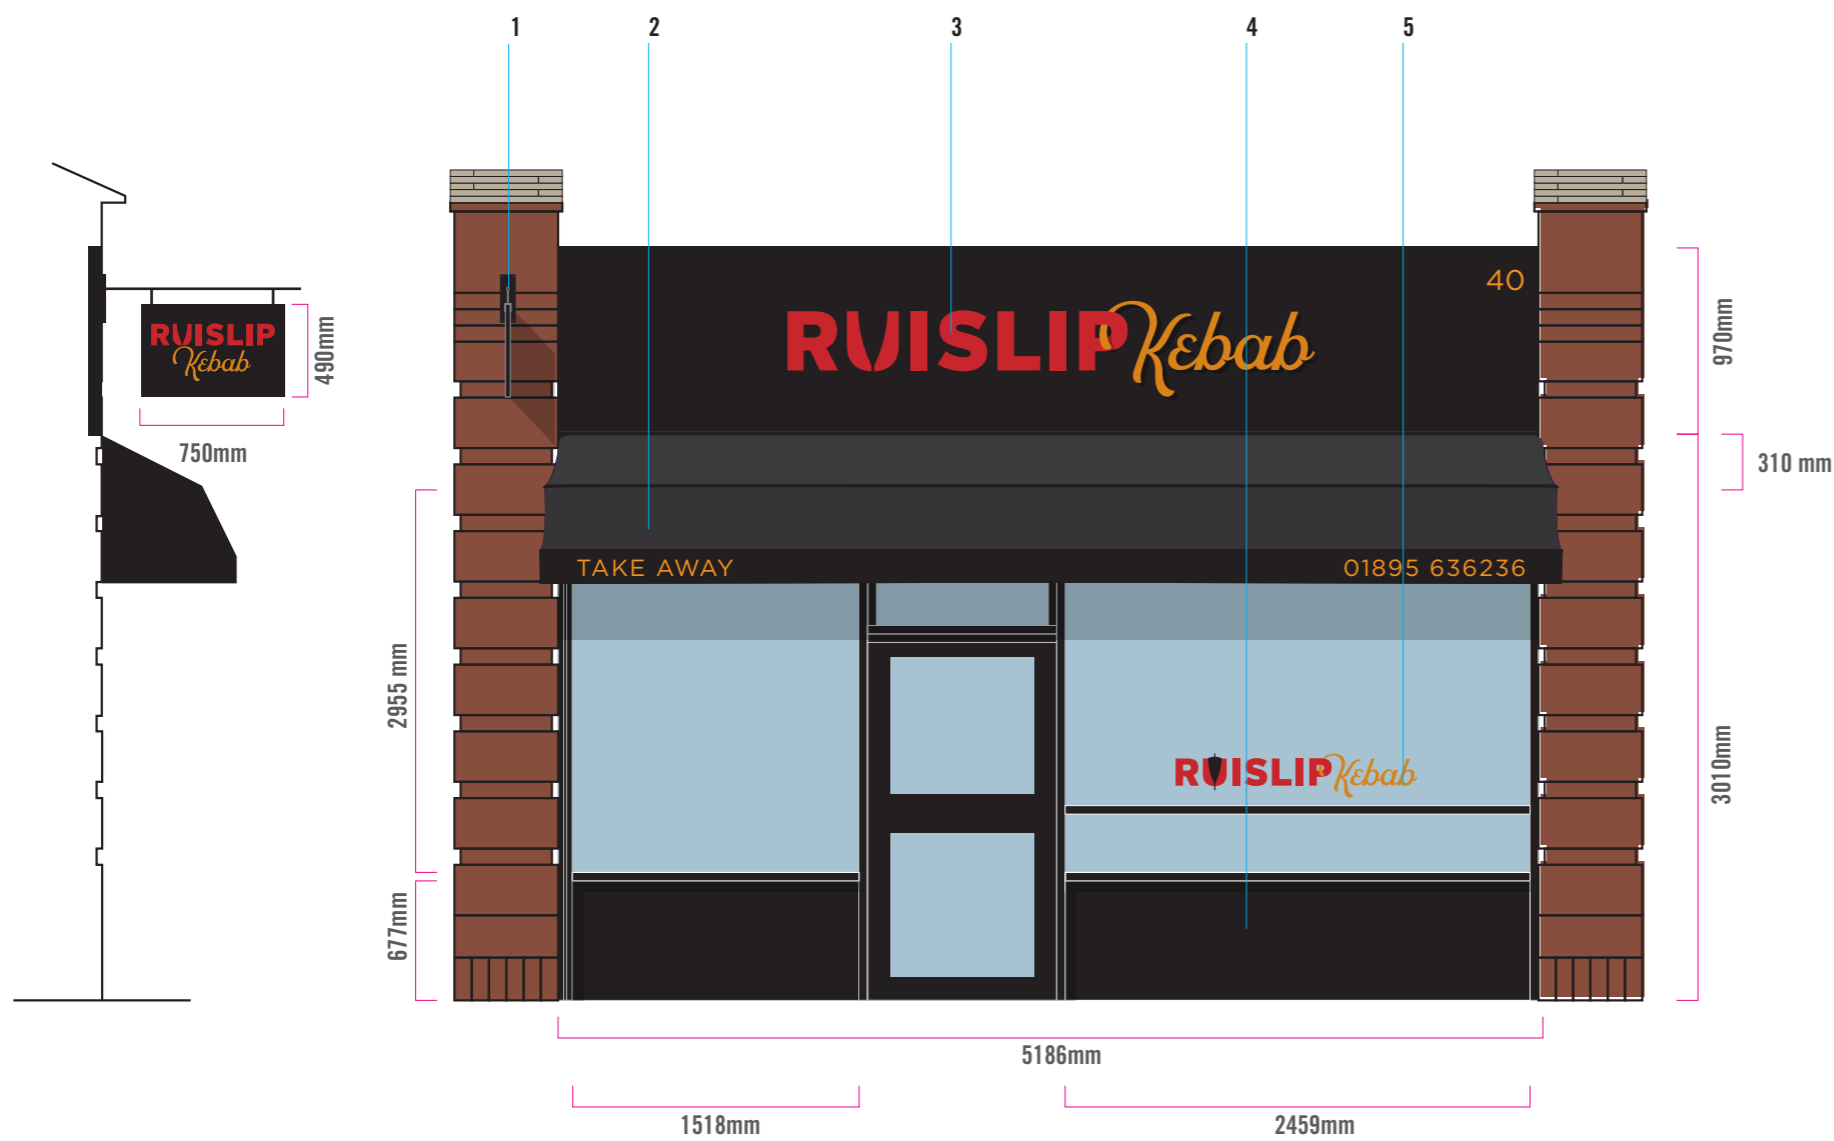 1 2 3 4 5
40
RUISLIP Kebab
RUISLIP
Kebab
490mm
750mm
970mm
310 mm
TAKE AWAY 01895 636236
2955 mm
RUISLIP Kebab
3010mm
677mm
5186mm
1518mm 2459mm